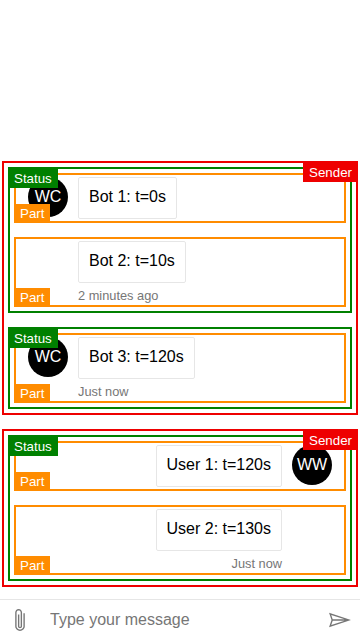 Sender
Status
WC
Bot 1: t=0s
Part
Bot 2: t=10s
Part
2 minutes ago
Status
WC
Bot 3: t=120s
Part
Just now
Sender
Status
User 1: t=120s
WW
Part
User 2: t=130s
Part
Just now
Type your message